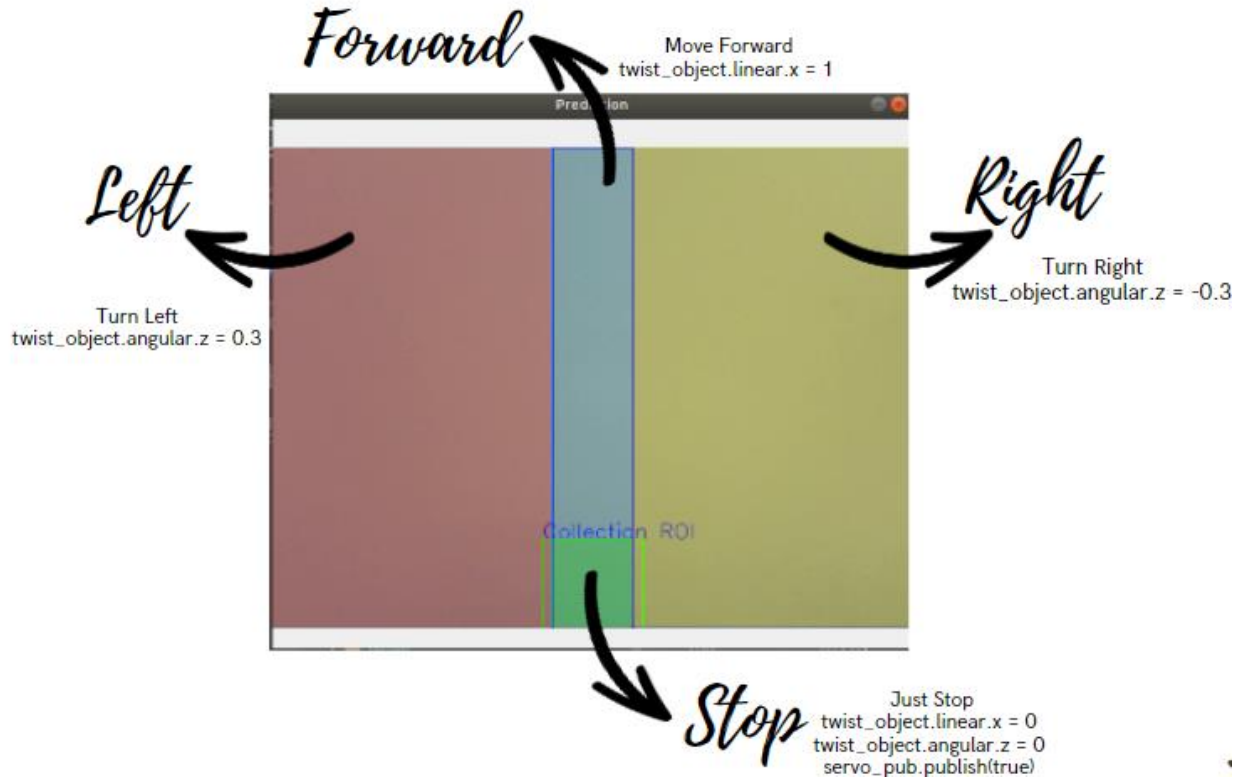 Forward
Move Forward
twist_object.linear.x = 1
Prediction
Left
Turn Left
twist_object.angular.z = 0.3
Right
Turn Right
twist_object.angular.z = -0.3
Collection ROI
Stop
Just Stop
twist_object.linear.x = 0
twist_object.angular.z = 0
servo_pub.publish(true)